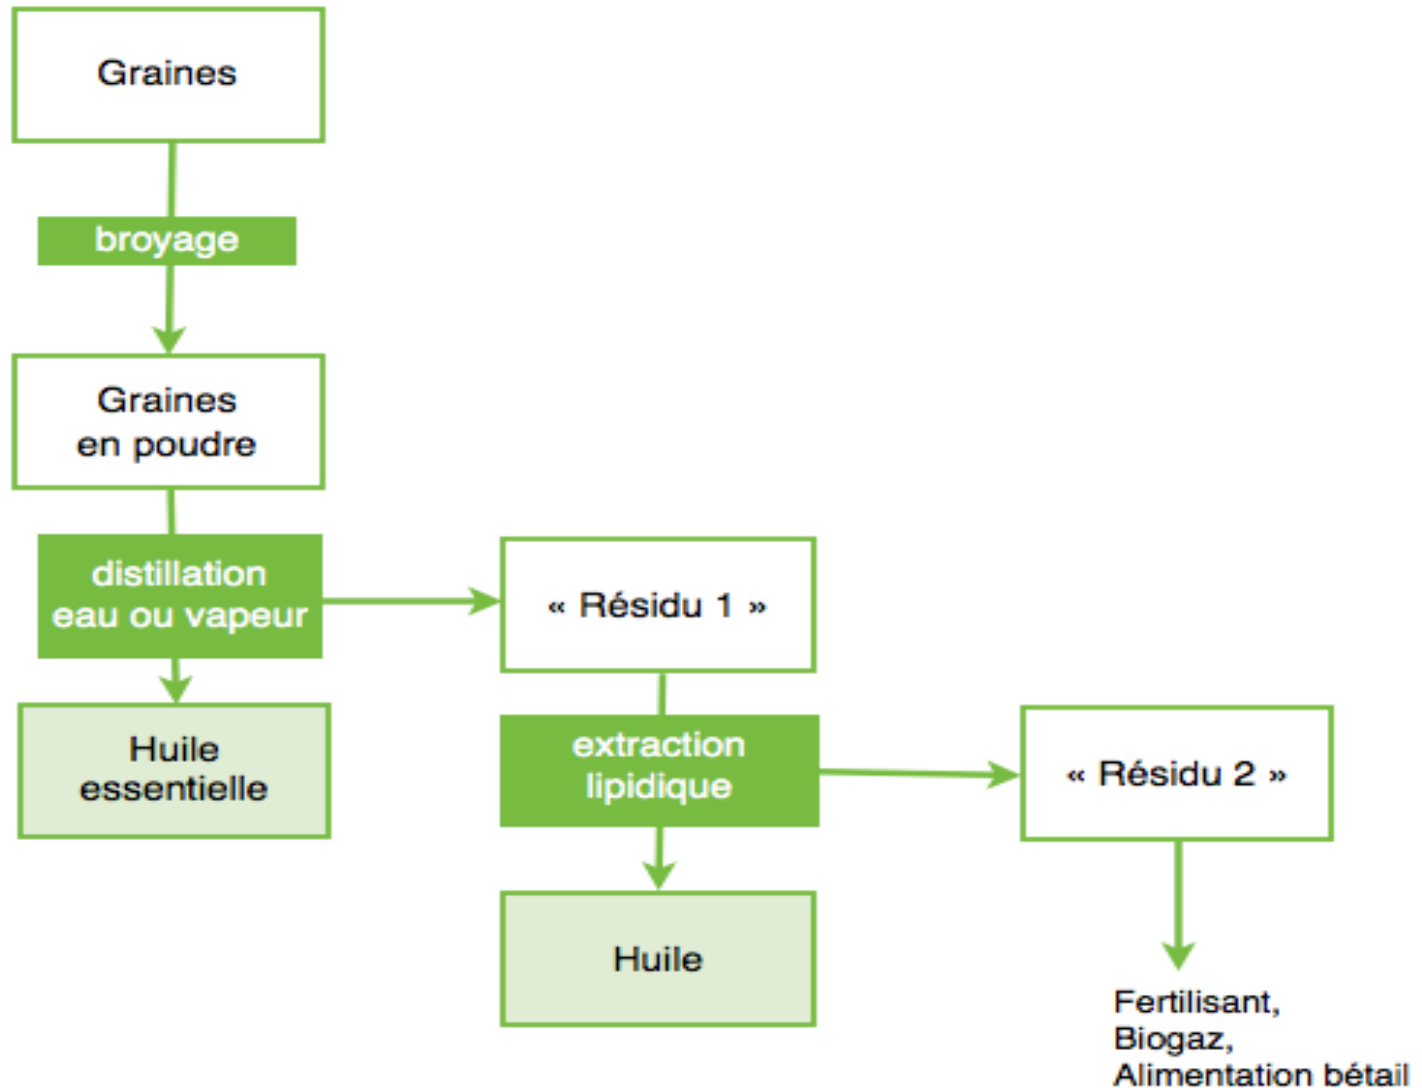 Graines
broyage
Graines
en poudre
distillation
eau ou vapeur
« Résidu 1 »
Huile
essentielle
extraction
lipidique
« Résidu 2 »
Huile
Fertilisant,
Biogaz,
Alimentation bétail